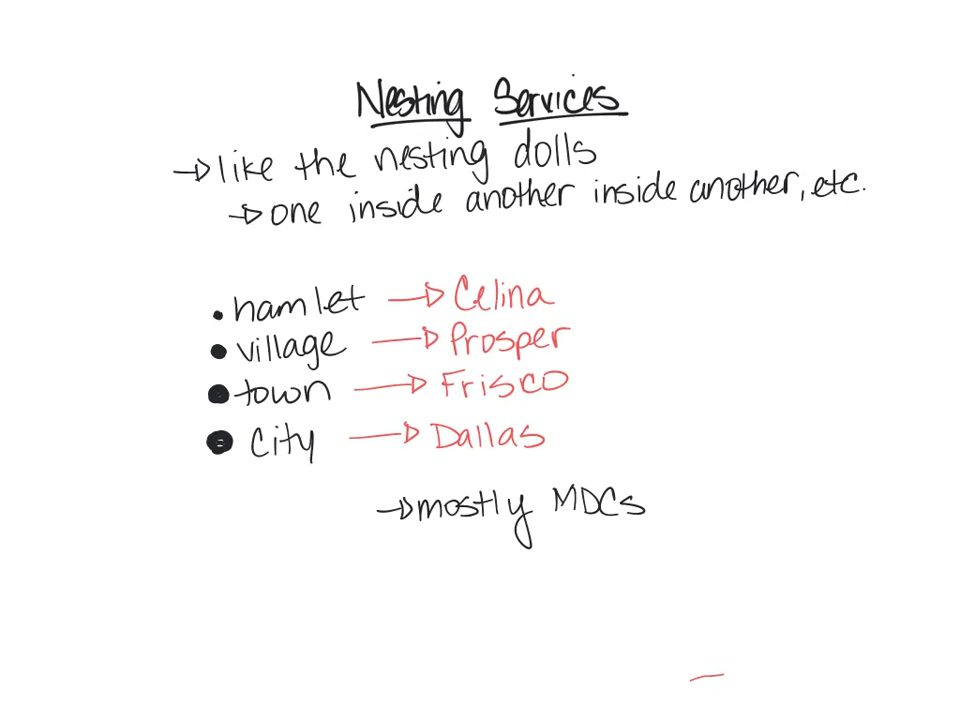 Nesting Services
→ like the nesting dolls
→ one inside another inside another, etc.
• hamlet → Celina
• village → Prosper
• town → Frisco
• City → Dallas
→ mostly MDCs